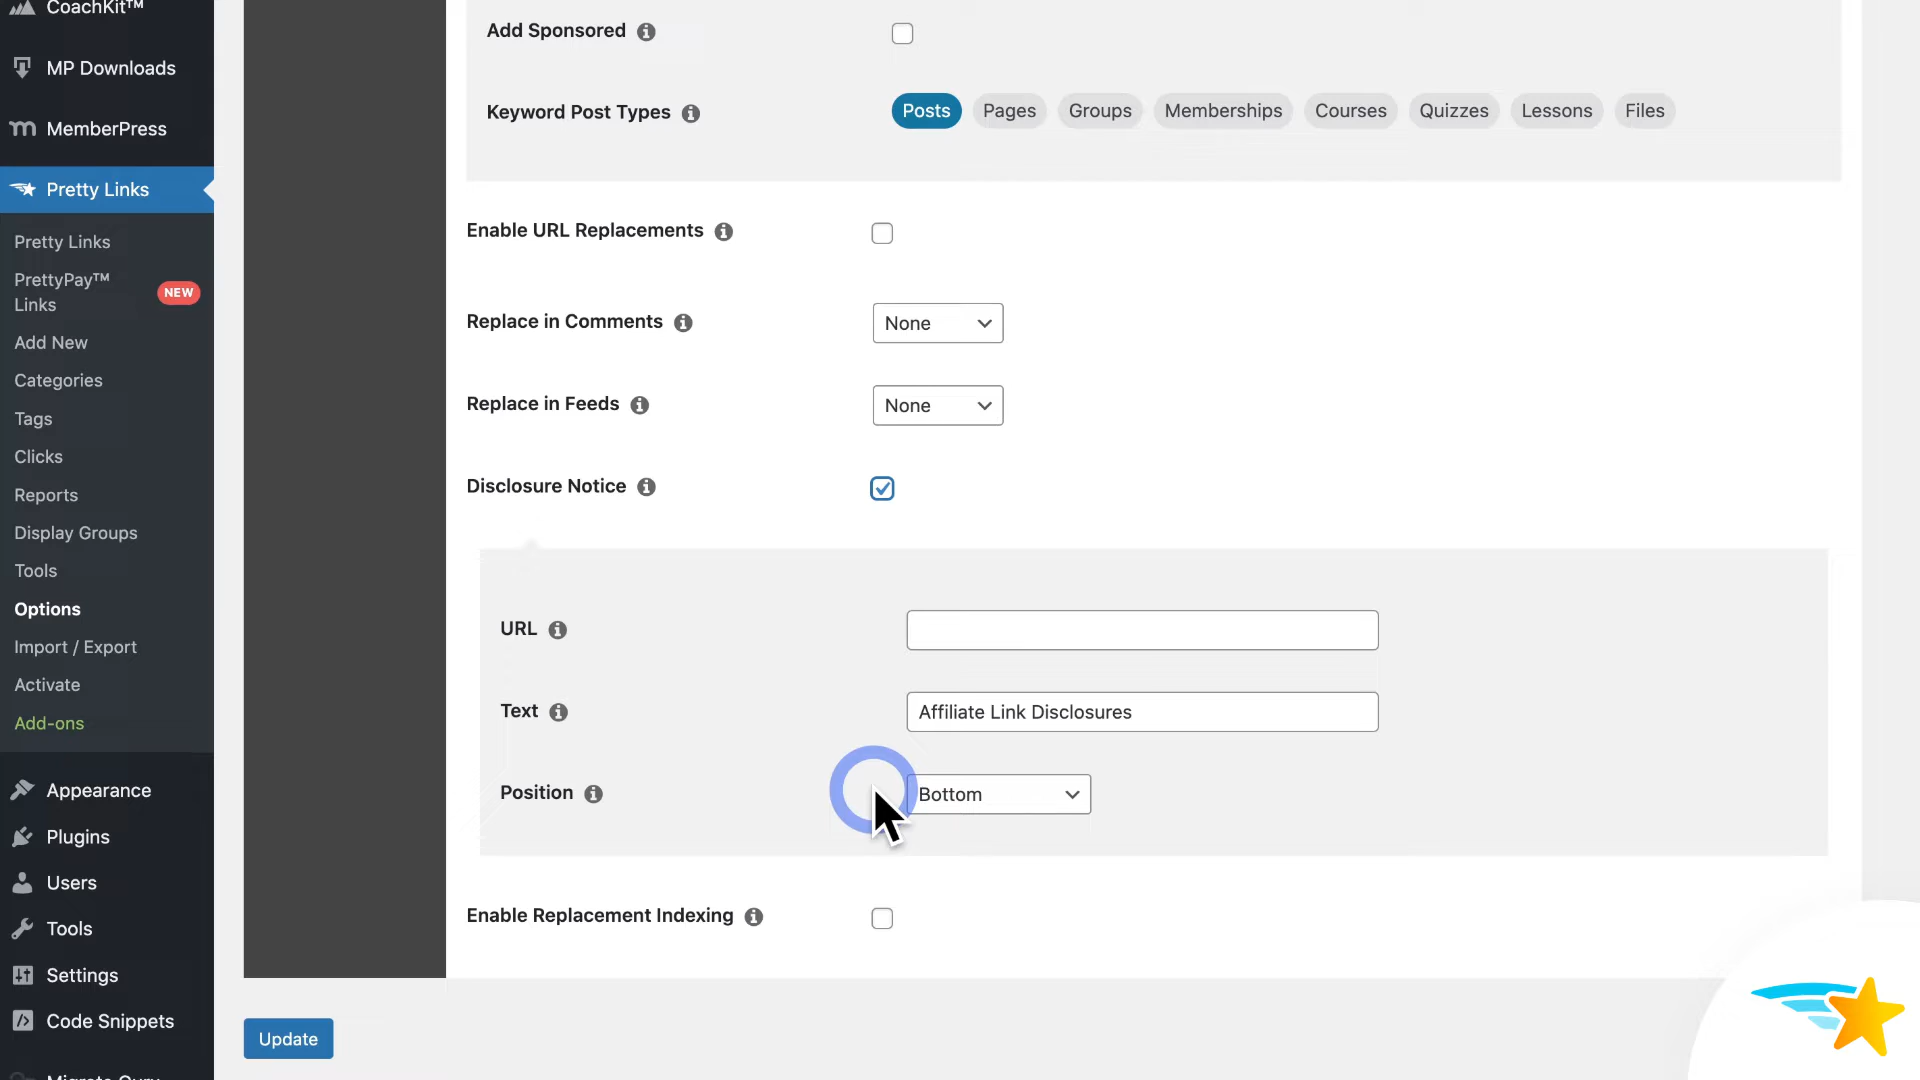 CoachKit™
MP Downloads
MemberPress
Pretty Links
Pretty Links
PrettyPay™
Links
NEW
Add New
Categories
Tags
Clicks
Reports
Display Groups
Tools
Options
Import / Export
Activate
Add-ons
Appearance
Plugins
Users
Tools
Settings
Code Snippets
Migrate Guru
Add Sponsored
Keyword Post Types
Posts Pages Groups Memberships Courses Quizzes Lessons Files
Enable URL Replacements
Replace in Comments None
Replace in Feeds None
Disclosure Notice
URL
Text Affiliate Link Disclosures
Position Bottom
Enable Replacement Indexing
Update